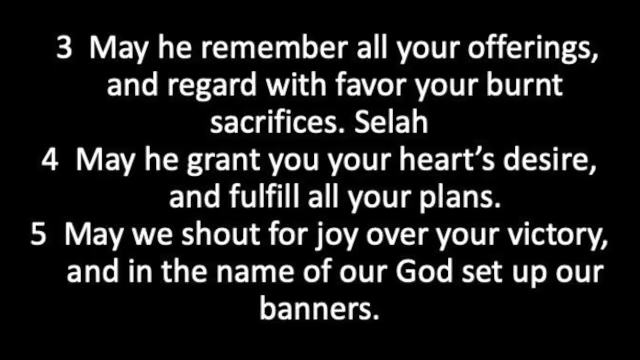 3  May he remember all your offerings,
and regard with favor your burnt
sacrifices. Selah
4  May he grant you your heart’s desire,
and fulfill all your plans.
5  May we shout for joy over your victory,
and in the name of our God set up our
banners.